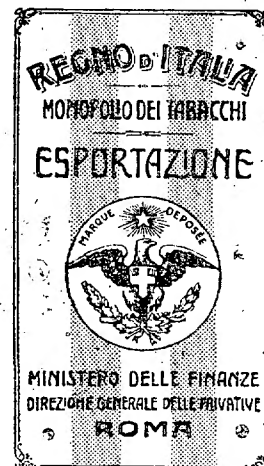 REGNO D'ITALIA
MONOPOLIO DEI TABACCHI
ESPORTAZIONE
MARQUE DEPOSÉE
MINISTERO DELLE FINANZE
DIREZIONE GENERALE DELLE PRIVATIVE
ROMA